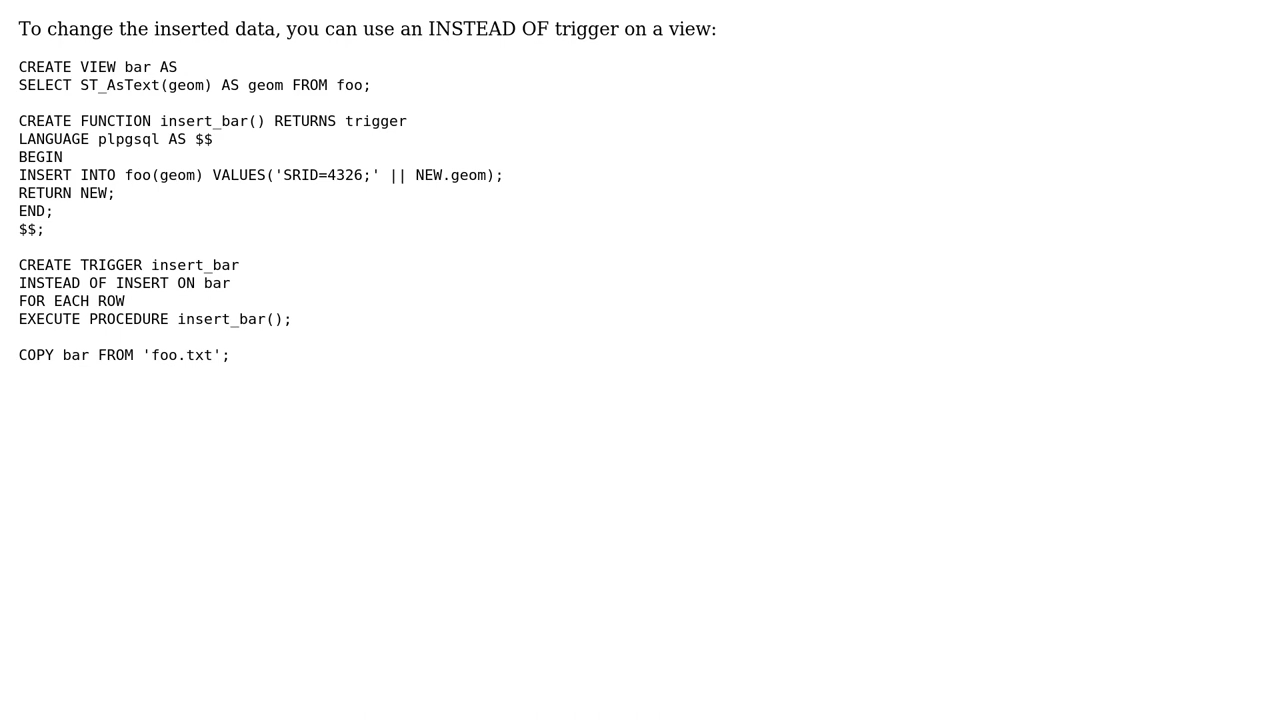 To change the inserted data, you can use an INSTEAD OF trigger on a view:
CREATE VIEW bar AS
SELECT ST_AsText(geom) AS geom FROM foo;
CREATE FUNCTION insert_bar() RETURNS trigger
LANGUAGE plpgsql AS $$
BEGIN
INSERT INTO foo(geom) VALUES('SRID=4326;' || NEW.geom);
RETURN NEW;
END;
$$;
CREATE TRIGGER insert_bar
INSTEAD OF INSERT ON bar
FOR EACH ROW
EXECUTE PROCEDURE insert_bar();
COPY bar FROM 'foo.txt';